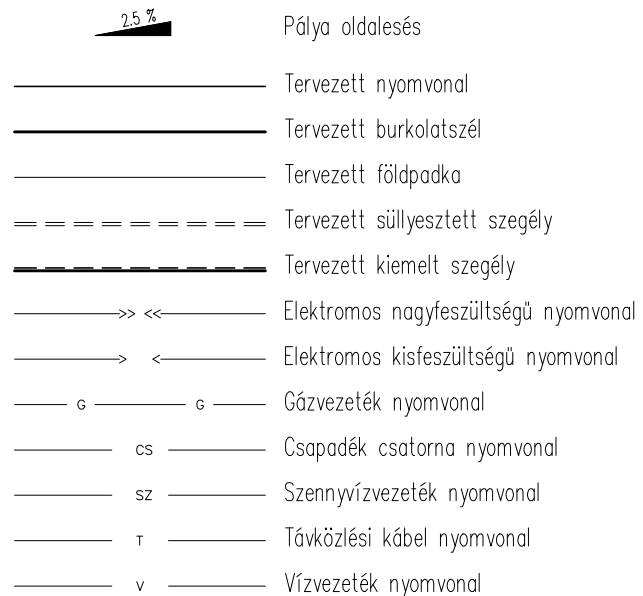 2.5 % Pálya oldalesés
Tervezett nyomvonal
Tervezett burkolatszél
Tervezett földpadka
Tervezett süllyesztett szegély
Tervezett kiemelt szegély
>> << Elektromos nagyfeszültségű nyomvonal
> < Elektromos kisfeszültségű nyomvonal
G G Gázvezeték nyomvonal
CS Csapadék csatorna nyomvonal
SZ Szennyvízvezeték nyomvonal
T Távközlési kábel nyomvonal
V Vízvezeték nyomvonal